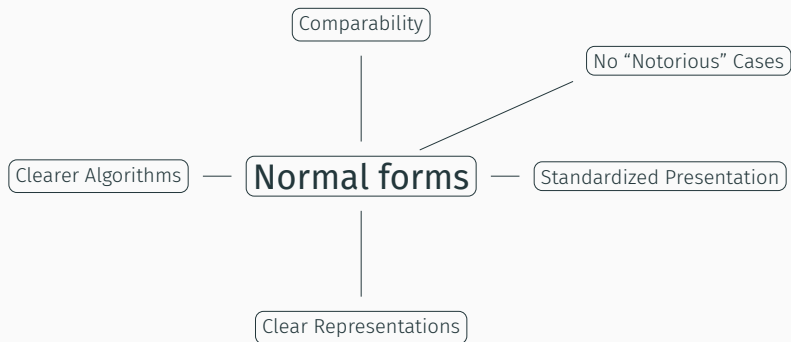 Comparability
No “Notorious” Cases
Clearer Algorithms
Normal forms
Standardized Presentation
Clear Representations